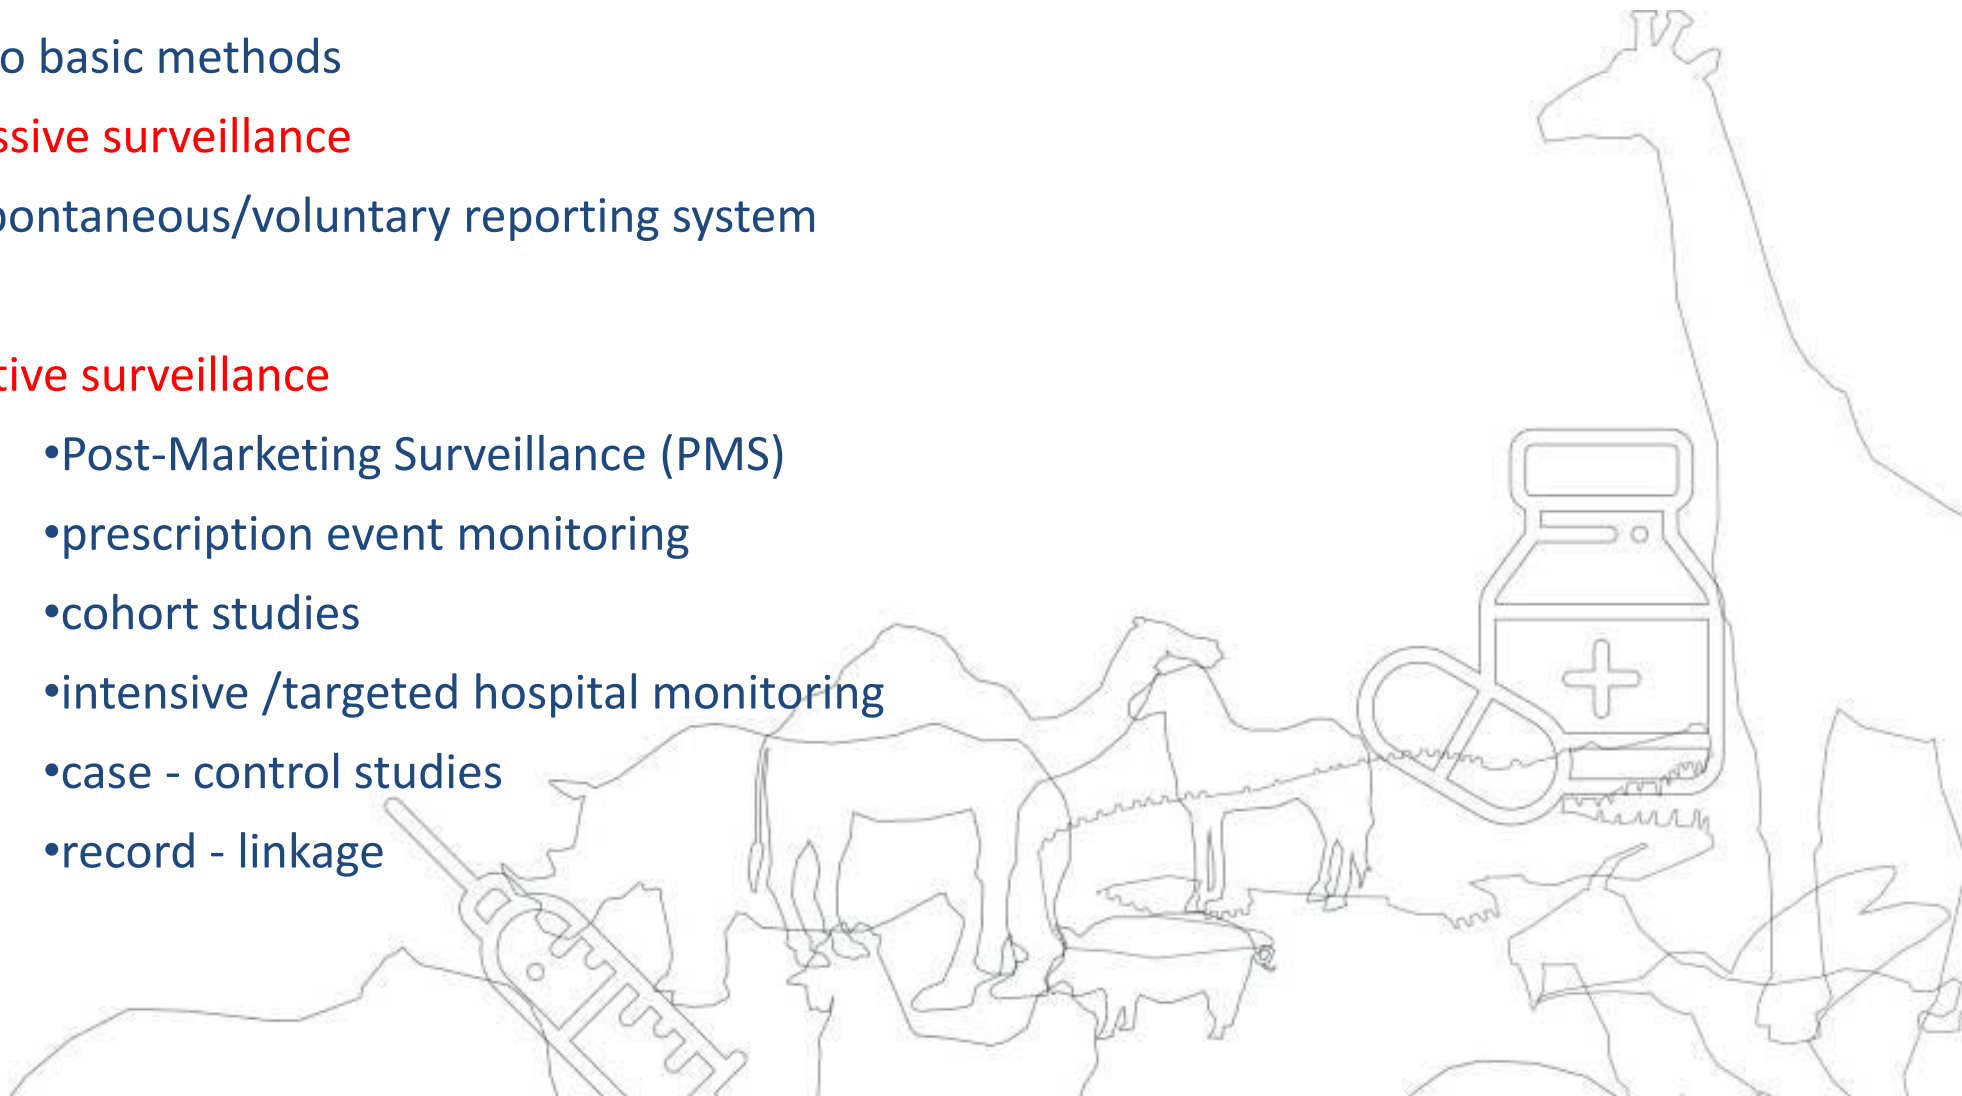 o basic methods
ssive surveillance
pontaneous/voluntary reporting system
tive surveillance
•Post-Marketing Surveillance (PMS)
•prescription event monitoring
•cohort studies
•intensive /targeted hospital monitoring
•case - control studies
•record - linkage